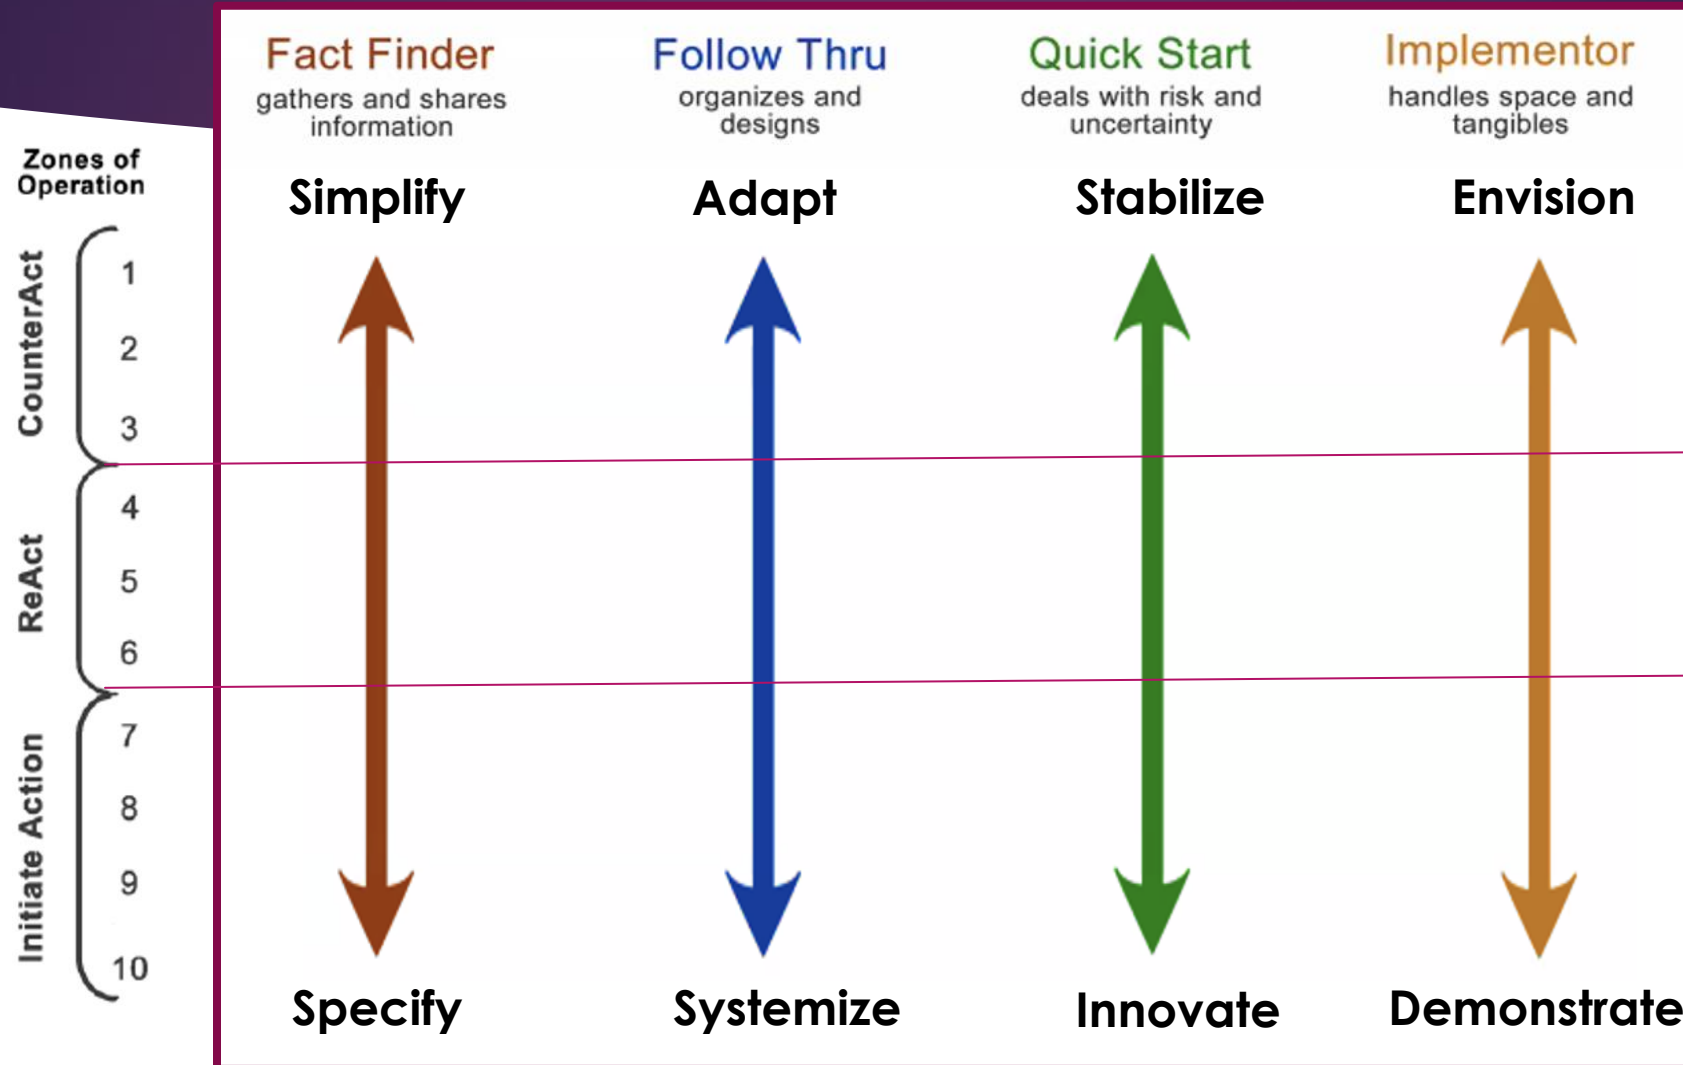 Fact Finder
gathers and shares
information
Follow Thru
organizes and
designs
Quick Start
deals with risk and
uncertainty
Implementor
handles space and
tangibles
Zones of
Operation
Simplify
Adapt
Stabilize
Envision
CounterAct
1
2
3
ReAct
4
5
6
Initiate Action
7
8
9
10
Specify
Systemize
Innovate
Demonstrate